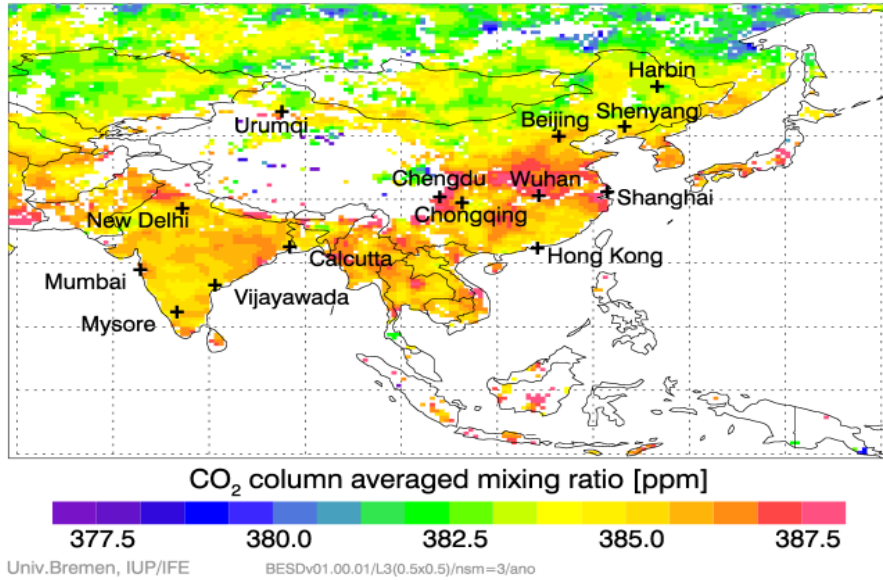 Harbin
Beijing Shenyang
Urumqi
Chengdu Wuhan
Shanghai
New Delhi Chongqing
Calcutta Hong Kong
Mumbai
Vijayawada
Mysore
CO₂ column averaged mixing ratio [ppm]
377.5 380.0 382.5 385.0 387.5
Univ.Bremen, IUP/IFE BESDv01.00.01/L3(0.5x0.5)/nsm=3/ano